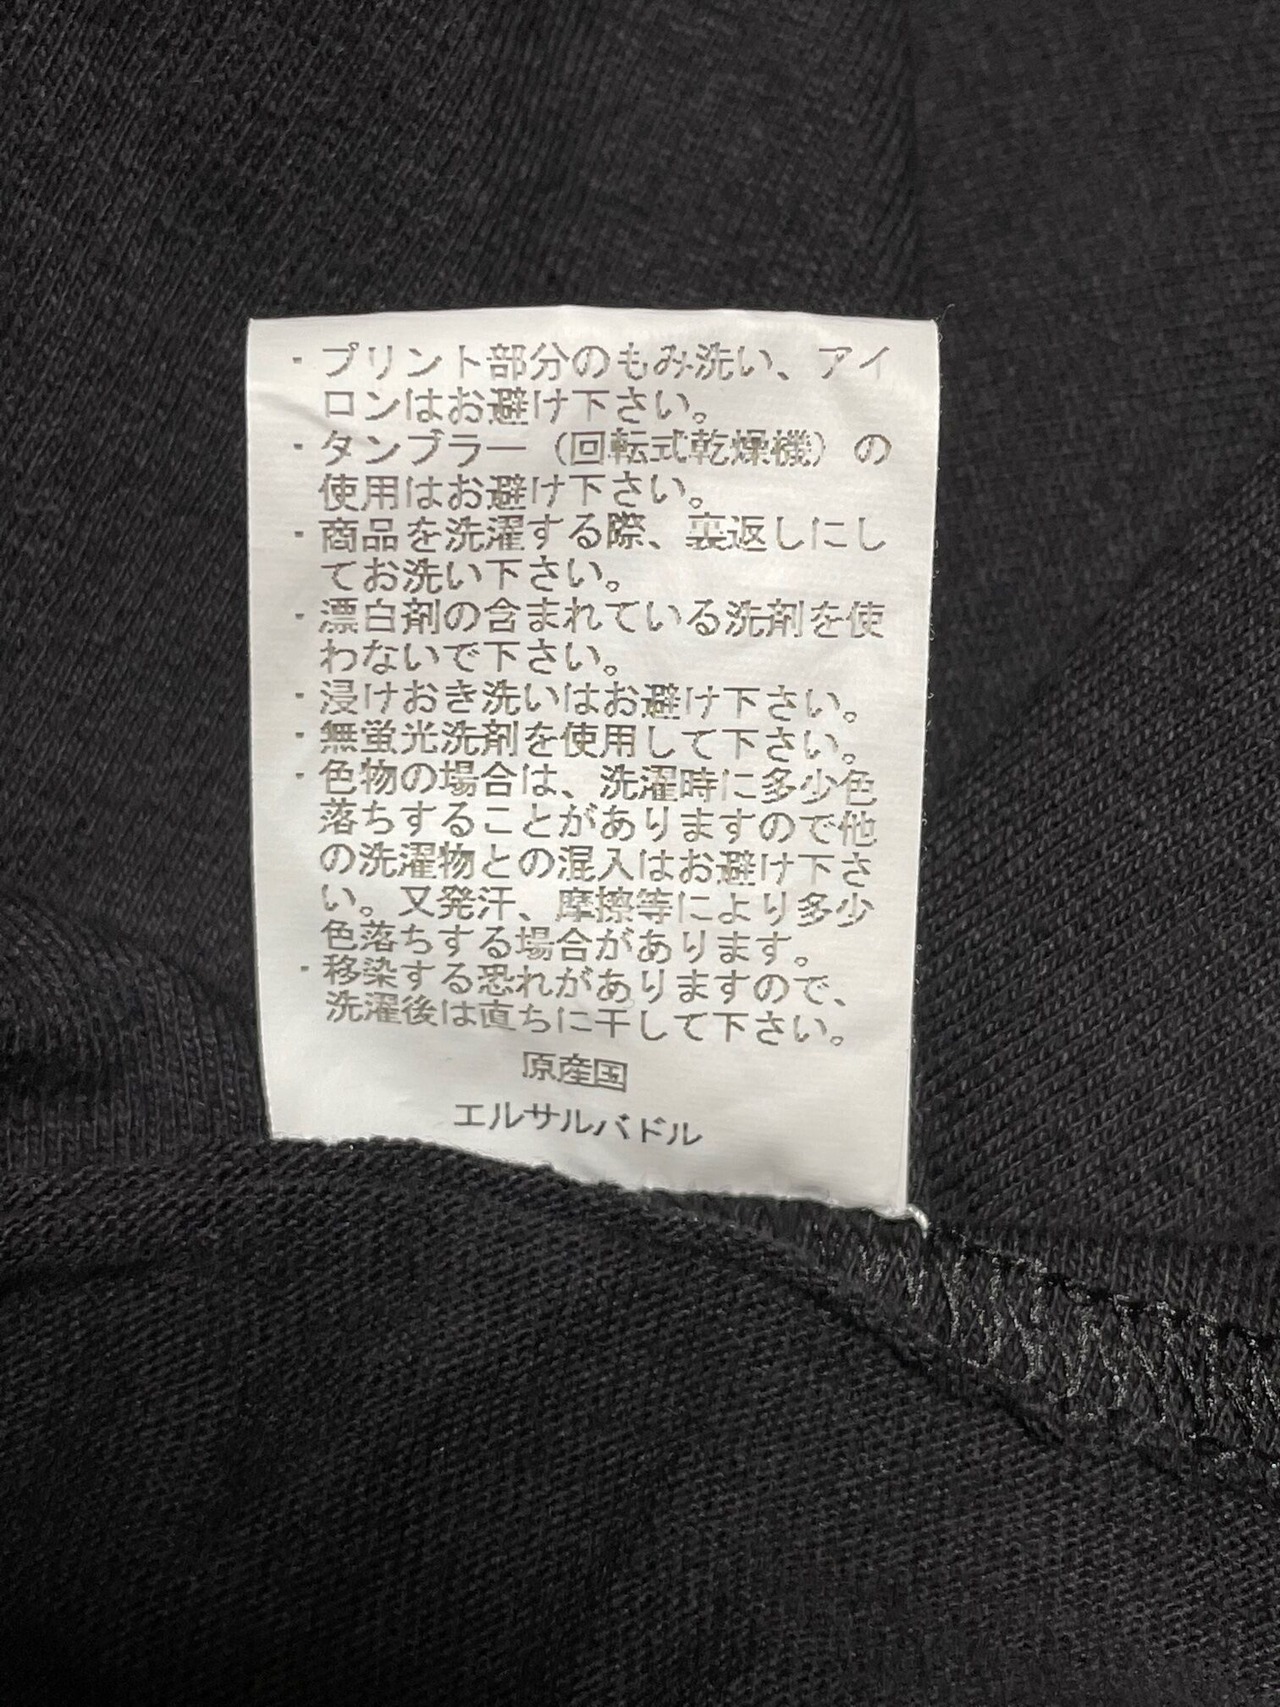 ・プリント部分のもみ洗い、アイ
ロンはお避け下さい。
・タンブラー（回転式乾燥機）の
使用はお避け下さい。
・商品を洗濯する際、裏返しにし
てお洗い下さい。
・漂白剤の含まれている洗剤を使
わないで下さい。
・浸けおき洗いはお避け下さい。
・無蛍光洗剤を使用して下さい。
・色物の場合は、洗濯時に多少色
落ちすることがありますので他
の洗濯物との混入はお避け下さ
い。又発汗、摩擦等により多少
色落ちする場合があります。
・移染する恐れがありますので、
洗濯後は直ちに干して下さい。
原産国
エルサルバドル